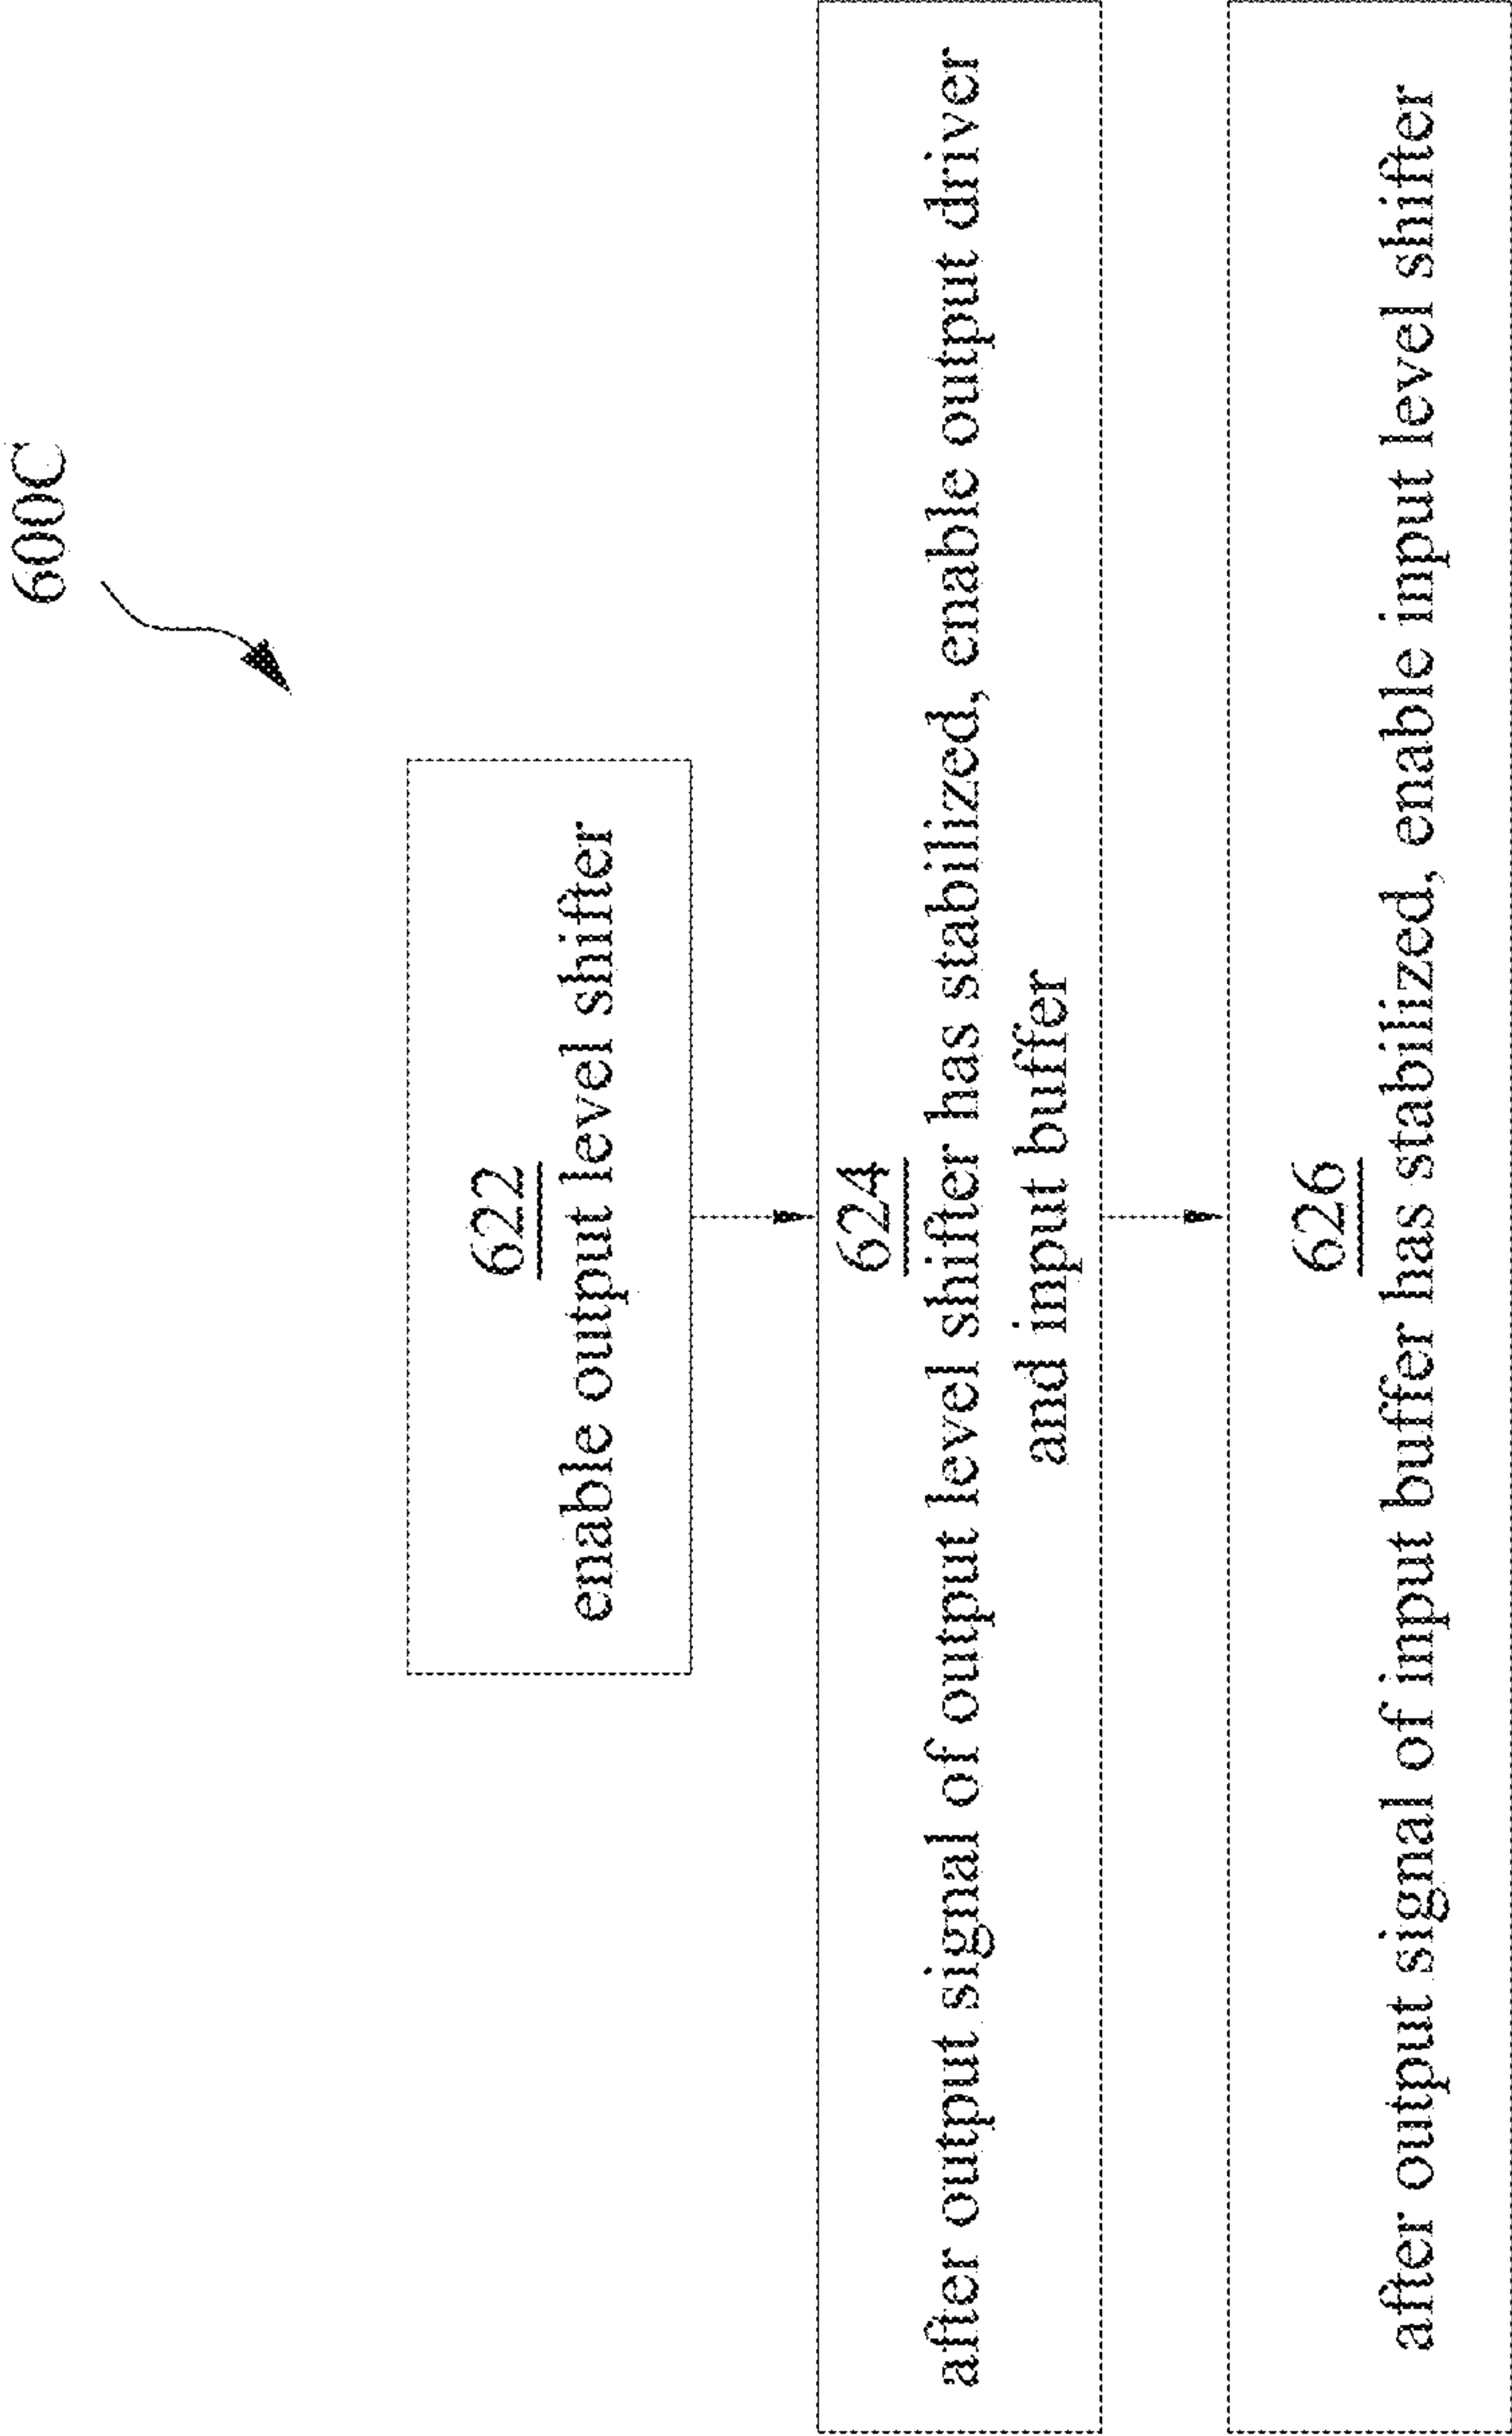 600C
622
enable output level shifter
624
after output signal of output level shifter has stabilized, enable output driver
and input buffer
626
after output signal of input buffer has stabilized, enable input level shifter